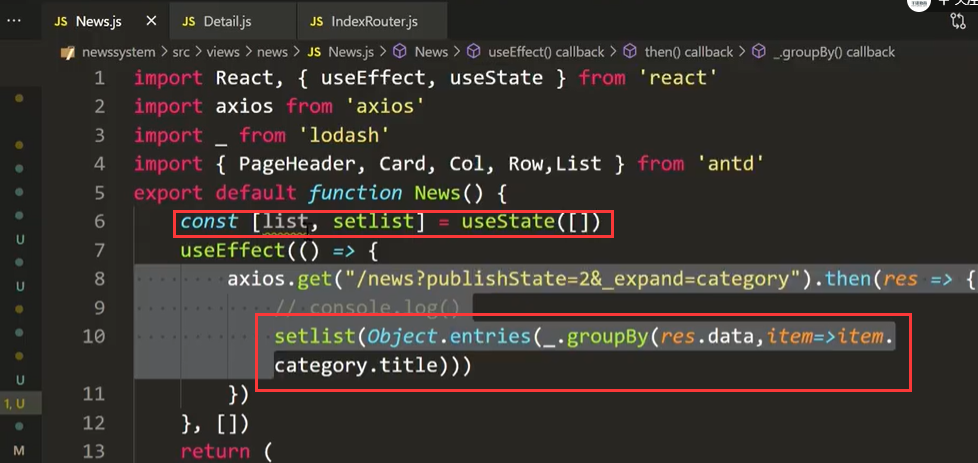 ··· JS News.js × JS Detail.js JS IndexRouter.js
newssystem > src > views > news > JS News.js > News > useEffect() callback > then() callback > _.groupBy() callback
1 import React, { useEffect, useState } from 'react'
2 import axios from 'axios'
3 import _ from 'lodash'
4 import { PageHeader, Card, Col, Row,List } from 'antd'
5 export default function News() {
6 const [list, setlist] = useState([])
7 useEffect(() => {
8 axios.get("/news?publishState=2&_expand=category").then(res => {
9 // console.log()
10 setlist(Object.entries(_.groupBy(res.data,item=>item.
category.title)))
11 })
12 }, [])
13 return (
U
U
U
1, U
M